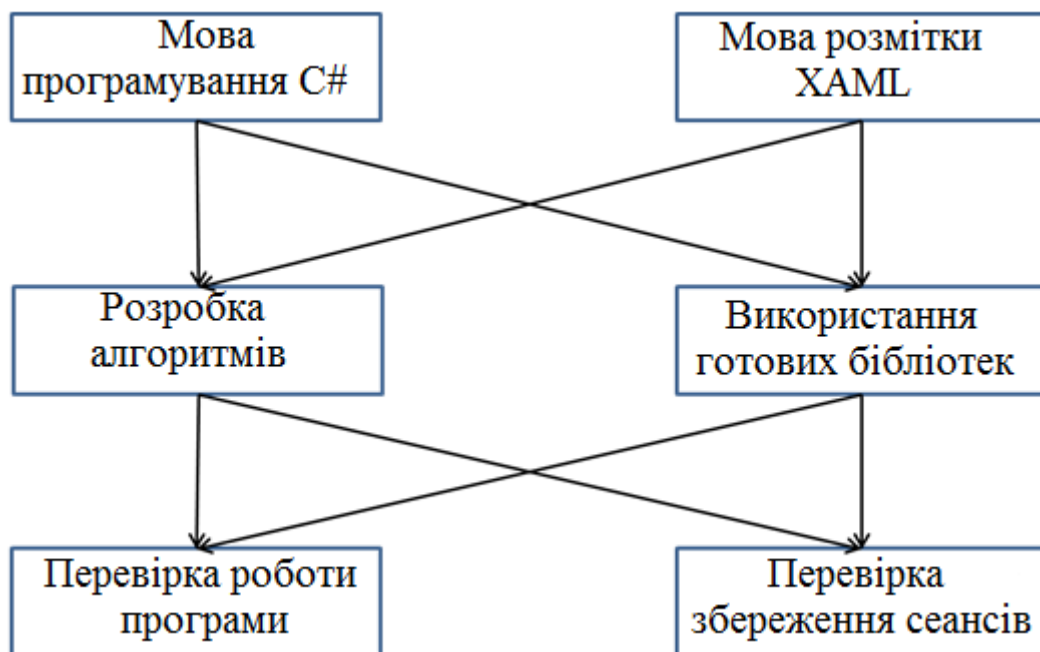 Мова
програмування C#
Мова розмітки
XAML
Розробка
алгоритмів
Використання
готових бібліотек
Перевірка роботи
програми
Перевірка
збереження сеансів